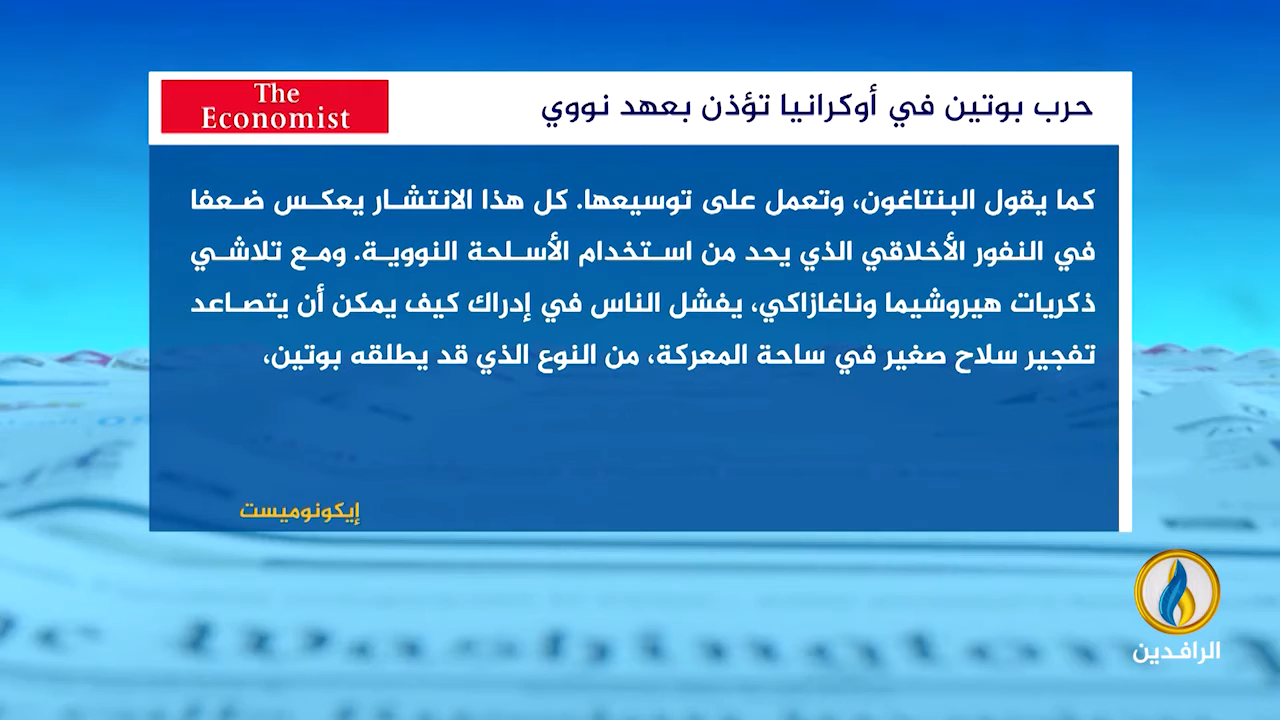 The
Economist
حرب بوتين في أوكرانيا تؤذن بعهد نووي
كما يقول البنتاغون، وتعمل على توسيعها. كل هذا الانتشار يعكس ضعفا
في النفور الأخلاقي الذي يحد من استخدام الأسلحة النووية. ومع تلاشي
ذكريات هيروشيما وناغازاكي، يفشل الناس في إدراك كيف يمكن أن يتصاعد
تفجير سلاح صغير في ساحة المعركة، من النوع الذي قد يطلقه بوتين،
إيكونوميست
الرافدين